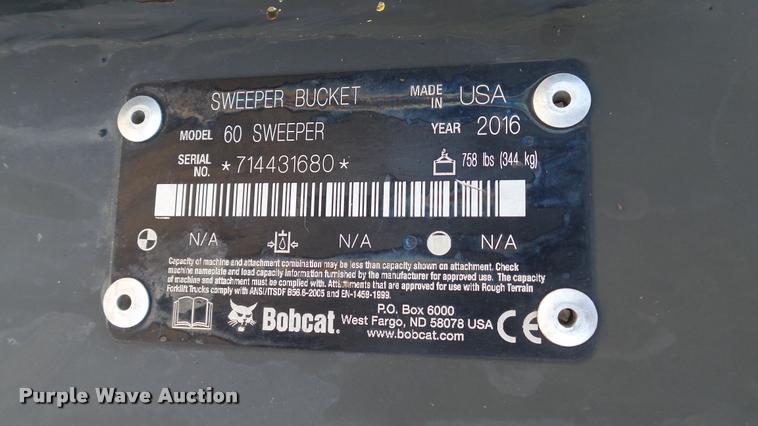 SWEEPER BUCKET MADE IN USA
MODEL 60 SWEEPER YEAR 2016
SERIAL NO. *714431680* 758 lbs (344 kg)
N/A N/A N/A
Capacity of machine and attachment combination may be less than capacity shown on attachment. Check
machine nameplate and load capacity information furnished by the manufacturer for approved use. The capacity
of machine and attachment must be complied with. Attachments that are approved for use with Rough Terrain
Forklift Trucks comply with ANSI/ITSDF B56.6-2005 and EN-1459-1999.
Bobcat. P.O. Box 6000
West Fargo, ND 58078 USA CE
www.bobcat.com
Purple Wave Auction®